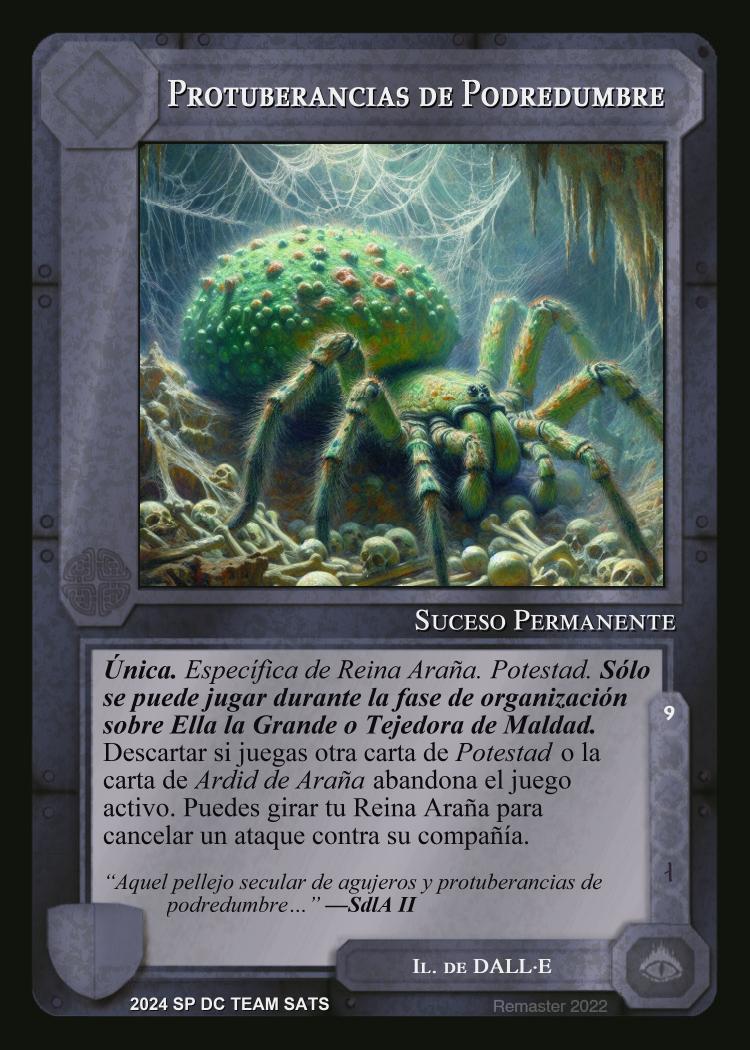 Protuberancias de Podredumbre
Suceso Permanente
Única. Específica de Reina Araña. Potestad. Sólo
se puede jugar durante la fase de organización
sobre Ella la Grande o Tejedora de Maldad.
Descartar si juegas otra carta de Potestad o la
carta de Ardid de Araña abandona el juego
activo. Puedes girar tu Reina Araña para
cancelar un ataque contra su compañía.
9
“Aquel pellejo secular de agujeros y protuberancias de
podredumbre…” —SdlA II
Il. de DALL·E
2024 SP DC TEAM SATS
Remaster 2022